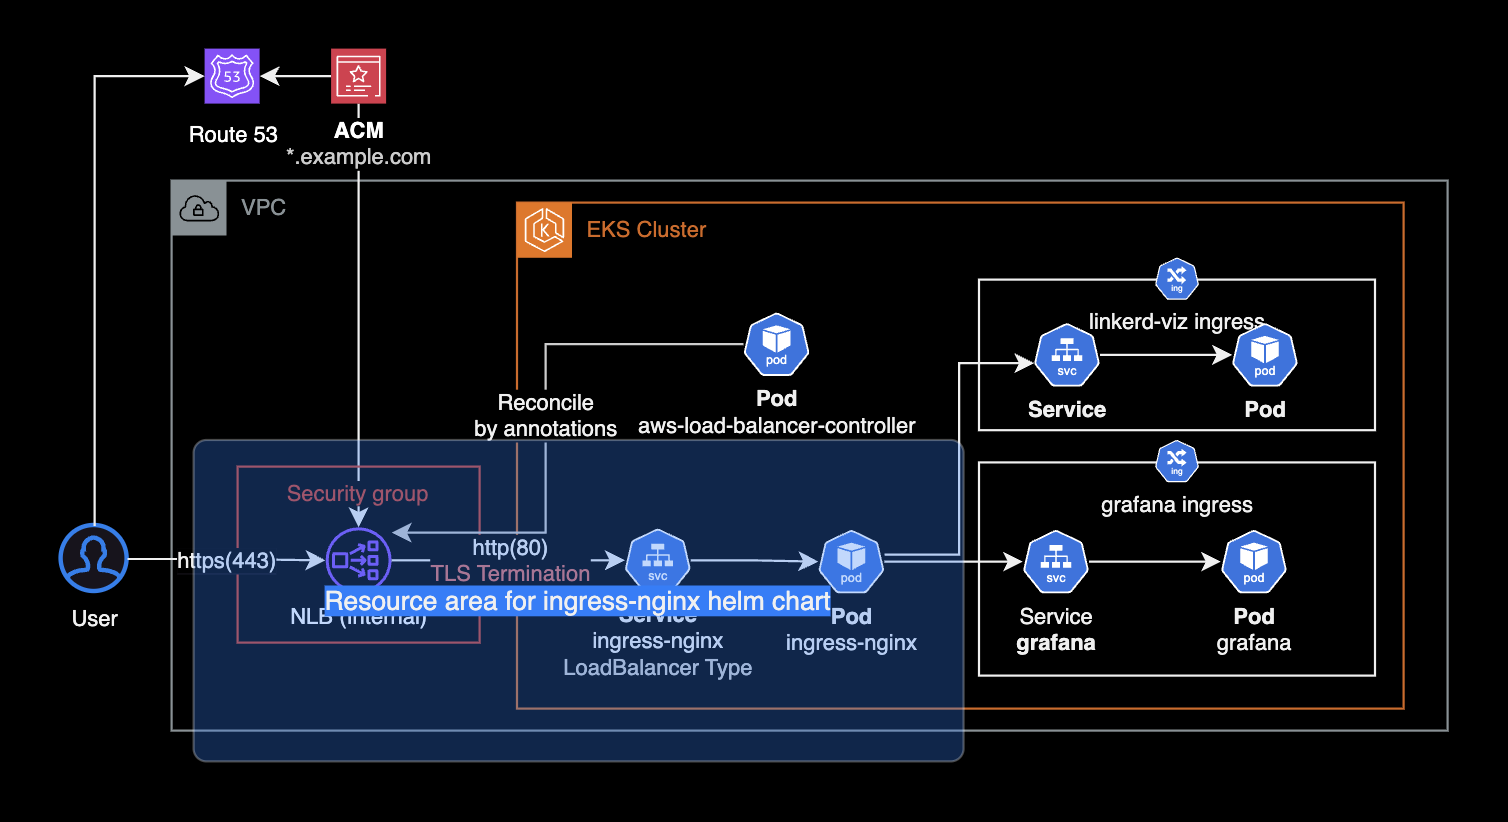 53
Route 53
ACM
*.example.com
VPC
EKS Cluster
ing
linkerd-viz ingress
pod
svc
pod
Pod
aws-load-balancer-controller
Reconcile
by annotations
Service
Pod
ing
grafana ingress
Security group
https(443)
http(80)
TLS Termination
svc
pod
svc
pod
Resource area for ingress-nginx helm chart
User
NLB (internal)
Service
ingress-nginx
LoadBalancer Type
Pod
ingress-nginx
Service
grafana
Pod
grafana